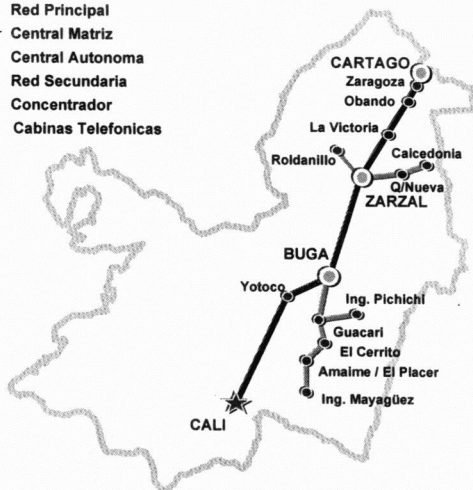 Red Principal
Central Matriz
Central Autonoma
Red Secundaria
Concentrador
Cabinas Telefonicas
CARTAGO
Zaragoza
Obando
La Victoria
Roldanillo
Caicedonia
Q/Nueva
ZARZAL
BUGA
Yotoco
Ing. Pichichi
Guacari
El Cerrito
Amaime / El Placer
Ing. Mayagüez
CALI